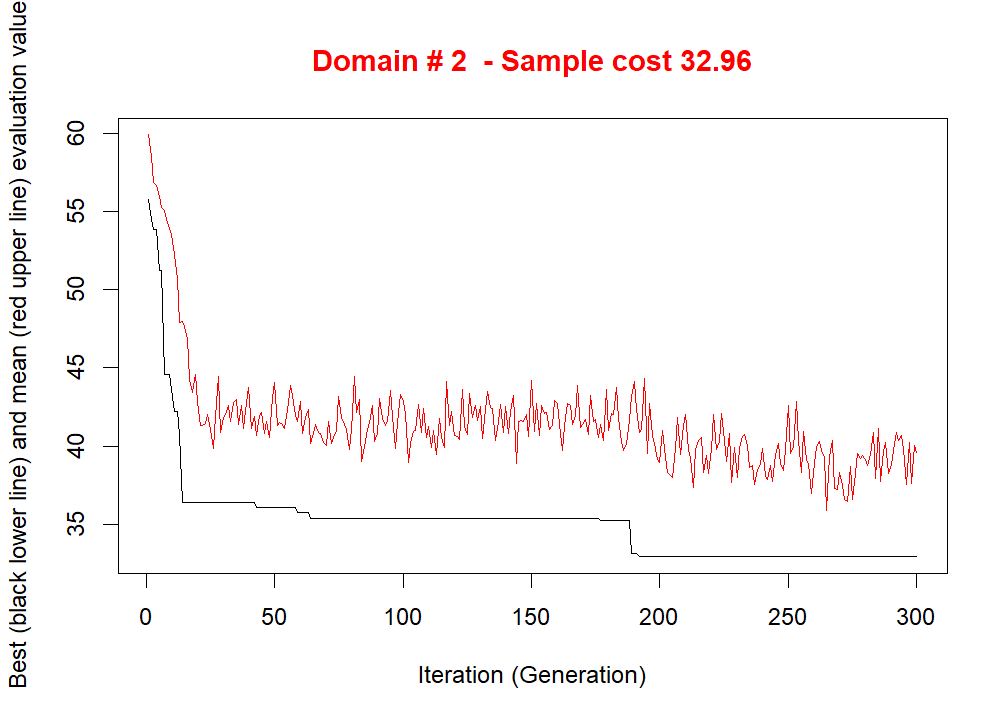 Domain # 2  - Sample cost 32.96
Best (black lower line) and mean (red upper line) evaluation value
60
55
50
45
40
35
0 50 100 150 200 250 300
Iteration (Generation)